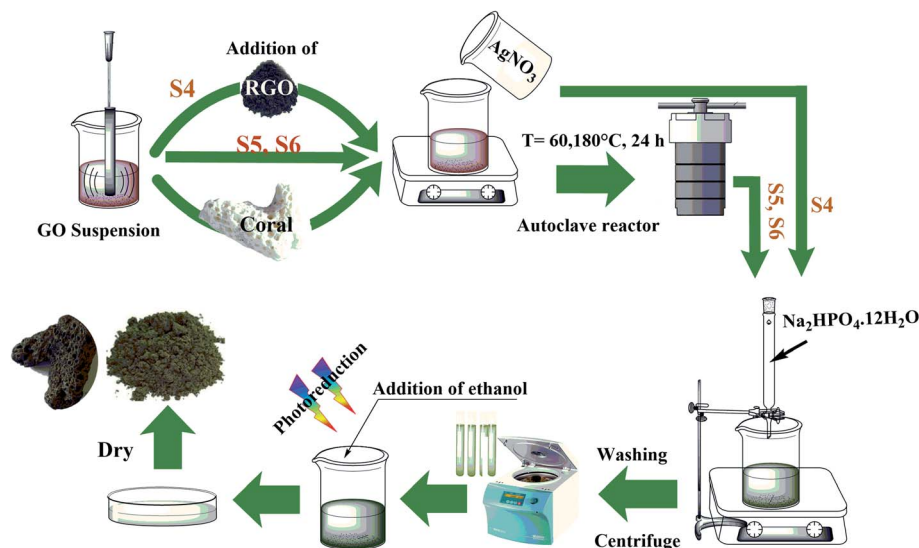 Addition of
RGO
S4
S5, S6
Coral
GO Suspension
AgNO₃
T= 60,180°C, 24 h
Autoclave reactor
S5, S6
S4
Na₂HPO₄.12H₂O
Washing
Centrifuge
Addition of ethanol
Photoreduction
Dry